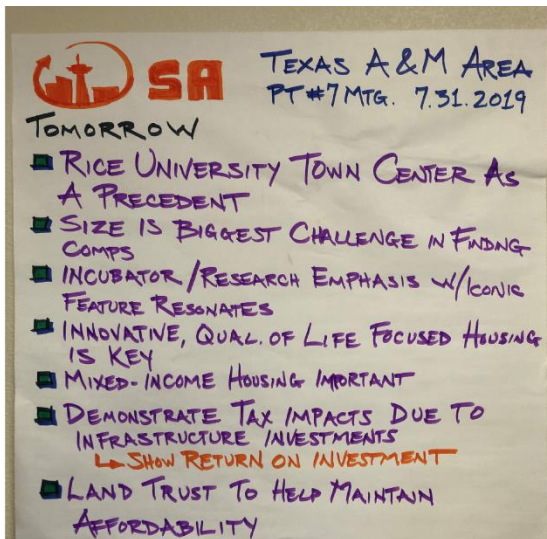 SA
TOMORROW
TEXAS A&M AREA
PT#7 MTG. 7.31.2019
RICE UNIVERSITY TOWN CENTER AS
A PRECEDENT
SIZE IS BIGGEST CHALLENGE IN FINDING
COMPS
INCUBATOR/RESEARCH EMPHASIS W/ICONIC
FEATURE RESONATES
INNOVATIVE, QUAL. OF LIFE FOCUSED HOUSING
IS KEY
MIXED-INCOME HOUSING IMPORTANT
DEMONSTRATE TAX IMPACTS DUE TO
INFRASTRUCTURE INVESTMENTS
↳ SHOW RETURN ON INVESTMENT
LAND TRUST TO HELP MAINTAIN
AFFORDABILITY